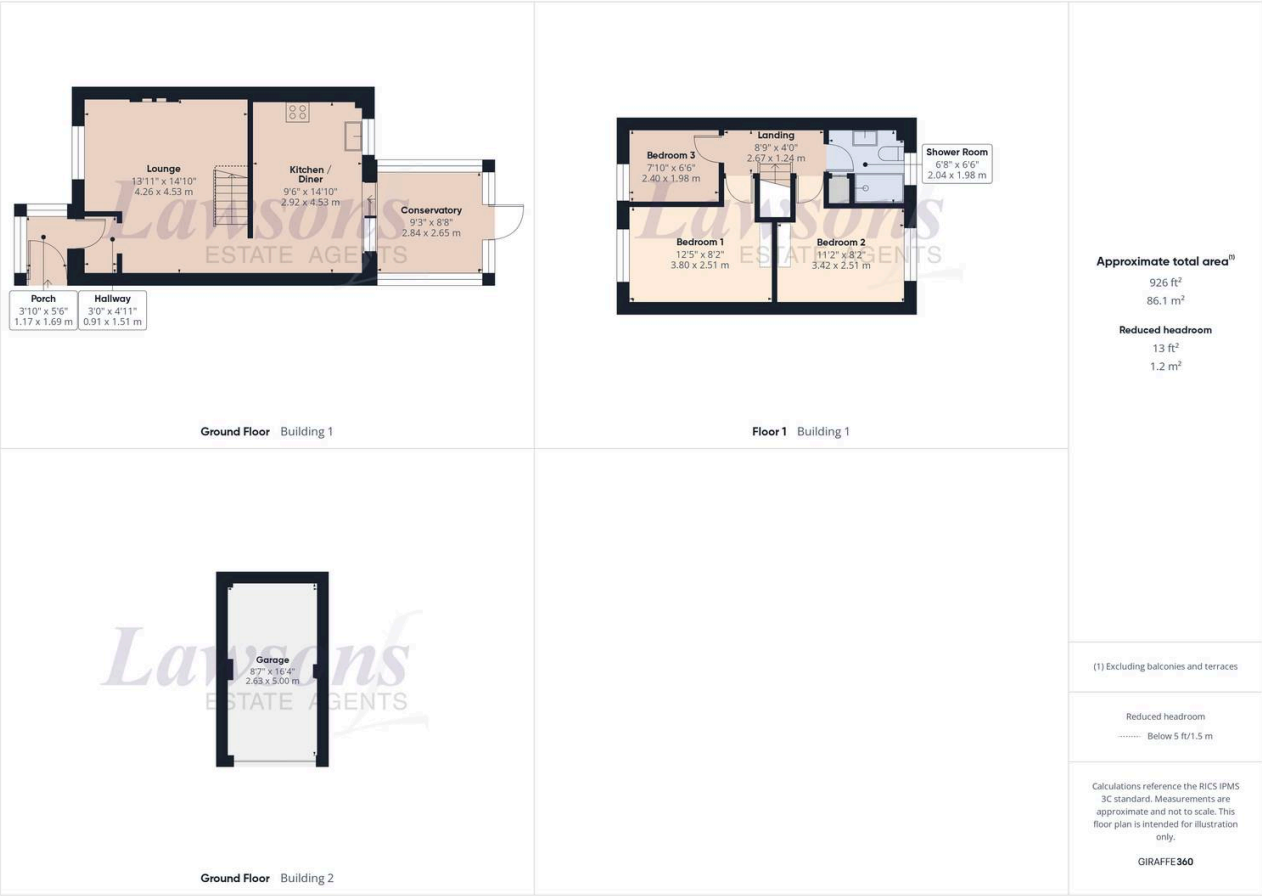 Lounge
13'11" x 14'10"
4.26 x 4.53 m
Kitchen /
Diner
9'6" x 14'10"
2.92 x 4.53 m
Conservatory
9'3" x 8'8"
2.84 x 2.65 m
Porch
3'10" x 5'6"
1.17 x 1.69 m
Hallway
3'0" x 4'11"
0.91 x 1.51 m
Lawsons
ESTATE AGENTS
Ground Floor Building 1
Bedroom 3
7'10" x 6'6"
2.40 x 1.98 m
Landing
8'9" x 4'0"
2.67 x 1.24 m
Shower Room
6'8" x 6'6"
2.04 x 1.98 m
Bedroom 1
12'5" x 8'2"
3.80 x 2.51 m
Bedroom 2
11'2" x 8'2"
3.42 x 2.51 m
Lawsons
ESTATE AGENTS
Floor 1 Building 1
Garage
8'7" x 16'4"
2.63 x 5.00 m
Lawsons
ESTATE AGENTS
Ground Floor Building 2
Approximate total area(1)
926 ft²
86.1 m²
Reduced headroom
13 ft²
1.2 m²
(1) Excluding balconies and terraces
Reduced headroom
Below 5 ft/1.5 m
Calculations reference the RICS IPMS
3C standard. Measurements are
approximate and not to scale. This
floor plan is intended for illustration
only.
GIRAFFE360